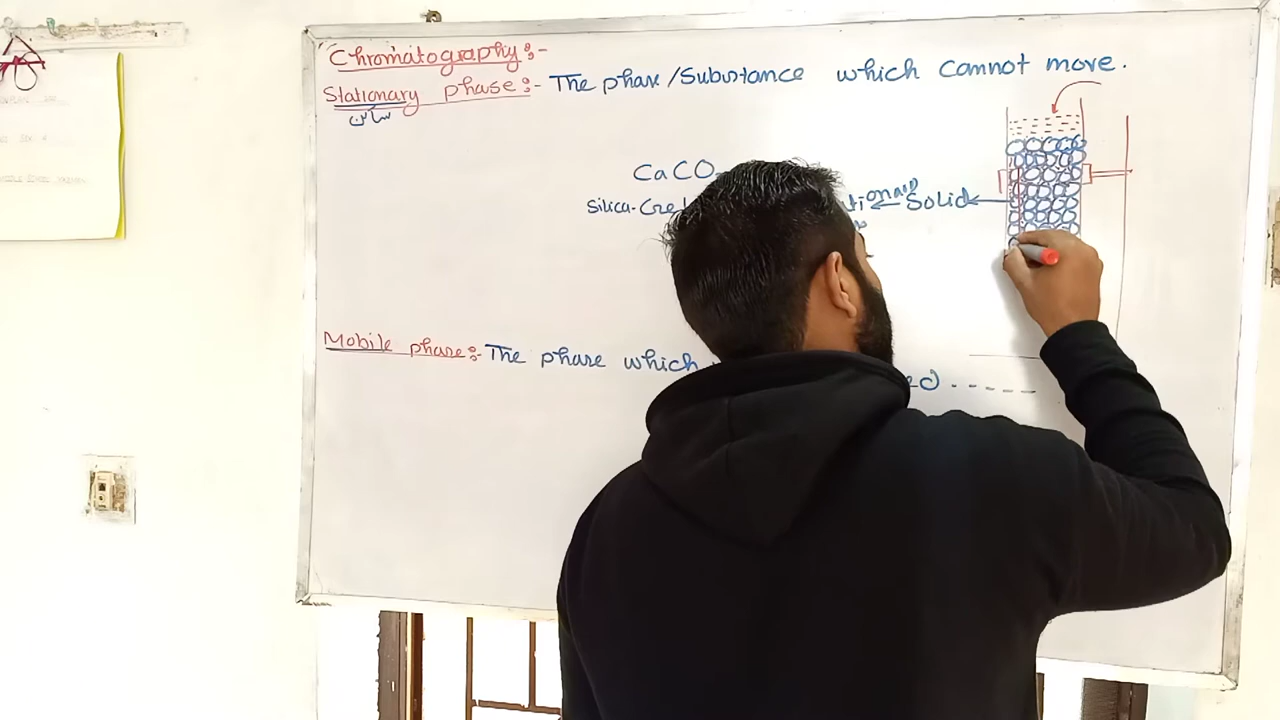 Chromatography:-
Stationary phase:- The phase/Substance which cannot move.
ساکن
CaCO
Silica-Gel Solid
Mobile phase:- The phase which